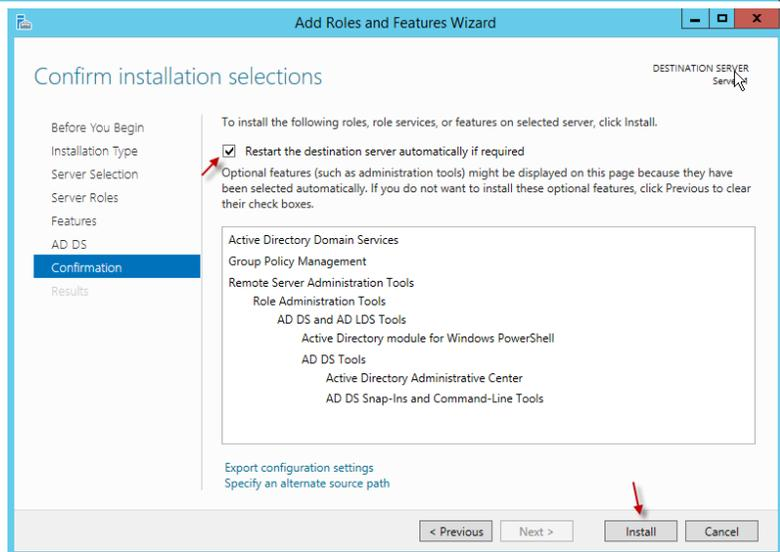 Add Roles and Features Wizard
Confirm installation selections
DESTINATION SERVER
Before You Begin
Installation Type
Server Selection
Server Roles
Features
AD DS
Confirmation
Results
To install the following roles, role services, or features on selected server, click Install.
Restart the destination server automatically if required
Optional features (such as administration tools) might be displayed on this page because they have
been selected automatically. If you do not want to install these optional features, click Previous to clear
their check boxes.
Active Directory Domain Services
Group Policy Management
Remote Server Administration Tools
Role Administration Tools
AD DS and AD LDS Tools
Active Directory module for Windows PowerShell
AD DS Tools
Active Directory Administrative Center
AD DS Snap-Ins and Command-Line Tools
Export configuration settings
Specify an alternate source path
< Previous
Next >
Install
Cancel